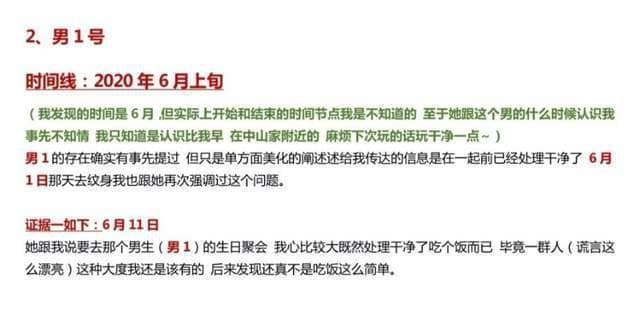 2、男1号
时间线：2020 年 6 月上旬
（我发现的时间是 6 月 ,但实际上开始和结束的时间节点我是不知道的 至于她跟这个男的什么时候认识我
事先不知情 我只知道是认识比我早 在中山家附近的 麻烦下次玩的话玩干净一点~ ）
男 1 的存在确实有事先提过 但只是单方面美化的阐述述给我传达的信息是在一起前已经处理干净了 6 月
1 日那天去纹身我也跟她再次强调过这个问题。
证据一如下：6 月 11 日
她跟我说要去那个男生（男 1）的生日聚会 我心比较大既然处理干净了吃个饭而已 毕竟一群人（谎言这
么漂亮）这种大度我还是该有的 后来发现还真不是吃饭这么简单。